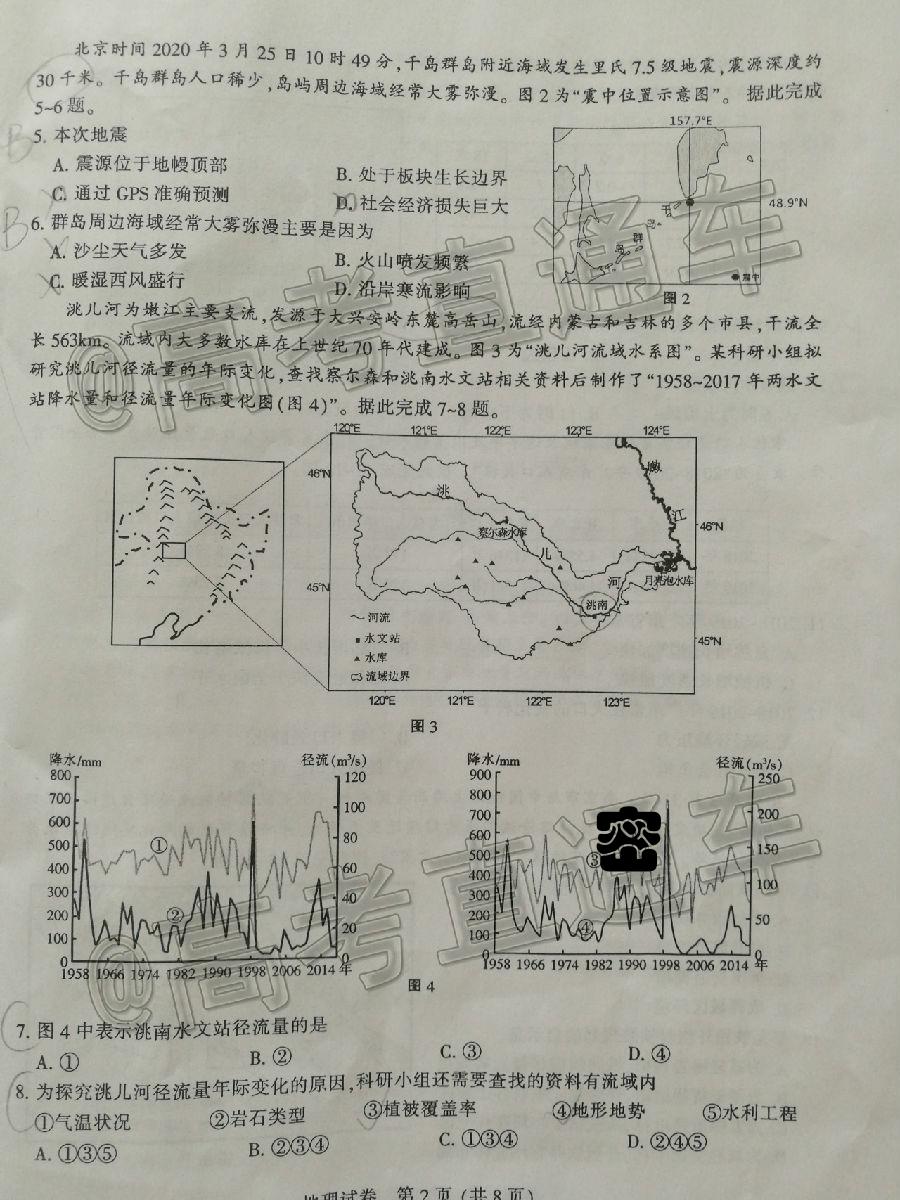 北京时间 2020 年 3 月 25 日 10 时 49 分,千岛群岛附近海域发生里氏 7.5 级地震,震源深度约
30 千米。千岛群岛人口稀少,岛屿周边海域经常大雾弥漫。图 2 为“震中位置示意图”。 据此完成
5~6 题。
B
5. 本次地震
A. 震源位于地幔顶部
B. 处于板块生长边界
C. 通过 GPS 准确预测
D. 社会经济损失巨大
B
6. 群岛周边海域经常大雾弥漫主要是因为
A. 沙尘天气多发
B. 火山喷发频繁
C. 暖湿西风盛行
D. 沿岸寒流影响
157.7°E
48.9°N
千
岛
群
岛
震中
图 2
洮儿河为嫩江主要支流,发源于大兴安岭东麓高岳山,流经内蒙古和吉林的多个市县,干流全
长 563km。流域内大多数水库在上世纪 70 年代建成。图 3 为“洮儿河流域水系图”。某科研小组拟
研究洮儿河径流量的年际变化,查找察尔森和洮南水文站相关资料后制作了“1958~2017 年两水文
站降水量和径流量年际变化图(图 4)”。据此完成 7~8 题。
120°E 121°E 122°E 123°E 124°E
46°N
45°N
46°N
45°N
洮
儿
河
嫩
江
察尔森水库
月亮泡水库
洮南
河流
水文站
水库
流域边界
120°E 121°E 122°E 123°E
图 3
降水/mm
径流(m³/s)
800
700
600
500
400
300
200
100
0
120
100
80
60
40
20
0
①
②
1958 1966 1974 1982 1990 1998 2006 2014 年
降水/mm
径流(m³/s)
900
800
700
600
500
400
300
200
100
0
250
200
150
100
50
0
③
④
1958 1966 1974 1982 1990 1998 2006 2014 年
图 4
密
C
7. 图 4 中表示洮南水文站径流量的是
A. ①
B. ②
C. ③
D. ④
8. 为探究洮儿河径流量年际变化的原因,科研小组还需要查找的资料有流域内
①气温状况 ②岩石类型 ③植被覆盖率 ④地形地势 ⑤水利工程
A. ①③⑤
B. ②③④
C. ①③④
D. ②④⑤
地理试卷 第 2 页 (共 8 页)
@高考直通车
@高考直通车